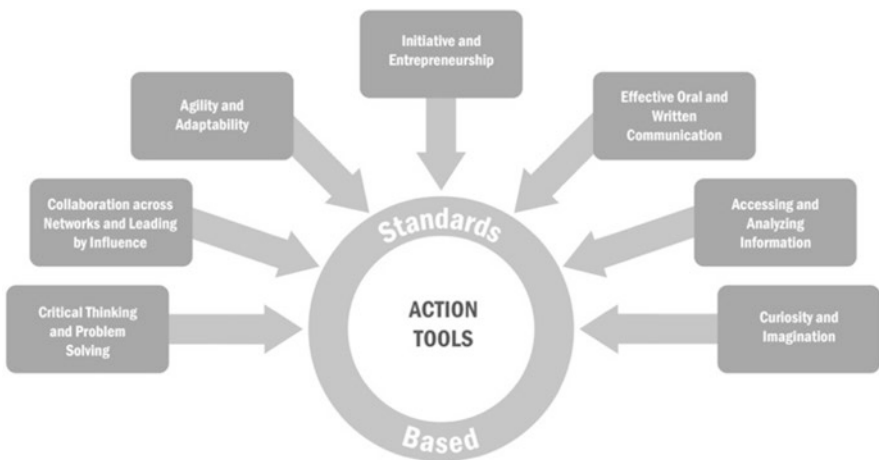 Initiative and
Entrepreneurship
Agility and
Adaptability
Effective Oral and
Written
Communication
Collaboration across
Networks and Leading
by Influence
Accessing and
Analyzing
Information
Critical Thinking
and Problem
Solving
Curiosity and
Imagination
Standards
ACTION
TOOLS
Based